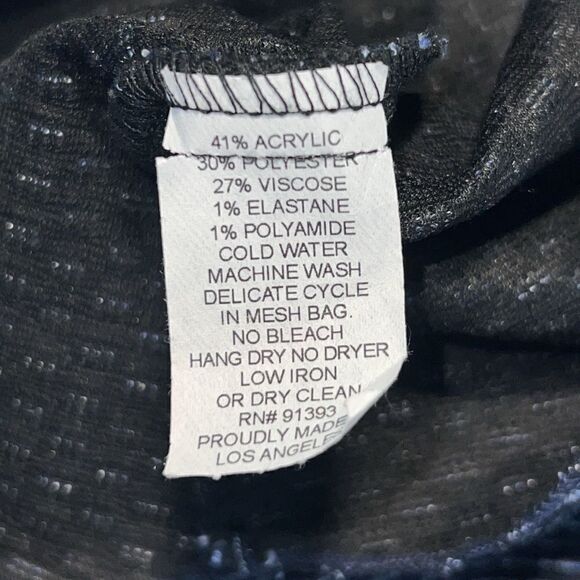 41% ACRYLIC
30% POLYESTER
27% VISCOSE
1% ELASTANE
1% POLYAMIDE
COLD WATER
MACHINE WASH
DELICATE CYCLE
IN MESH BAG.
NO BLEACH
HANG DRY NO DRYER
LOW IRON
OR DRY CLEAN
RN# 91393
PROUDLY MADE
LOS ANGELES